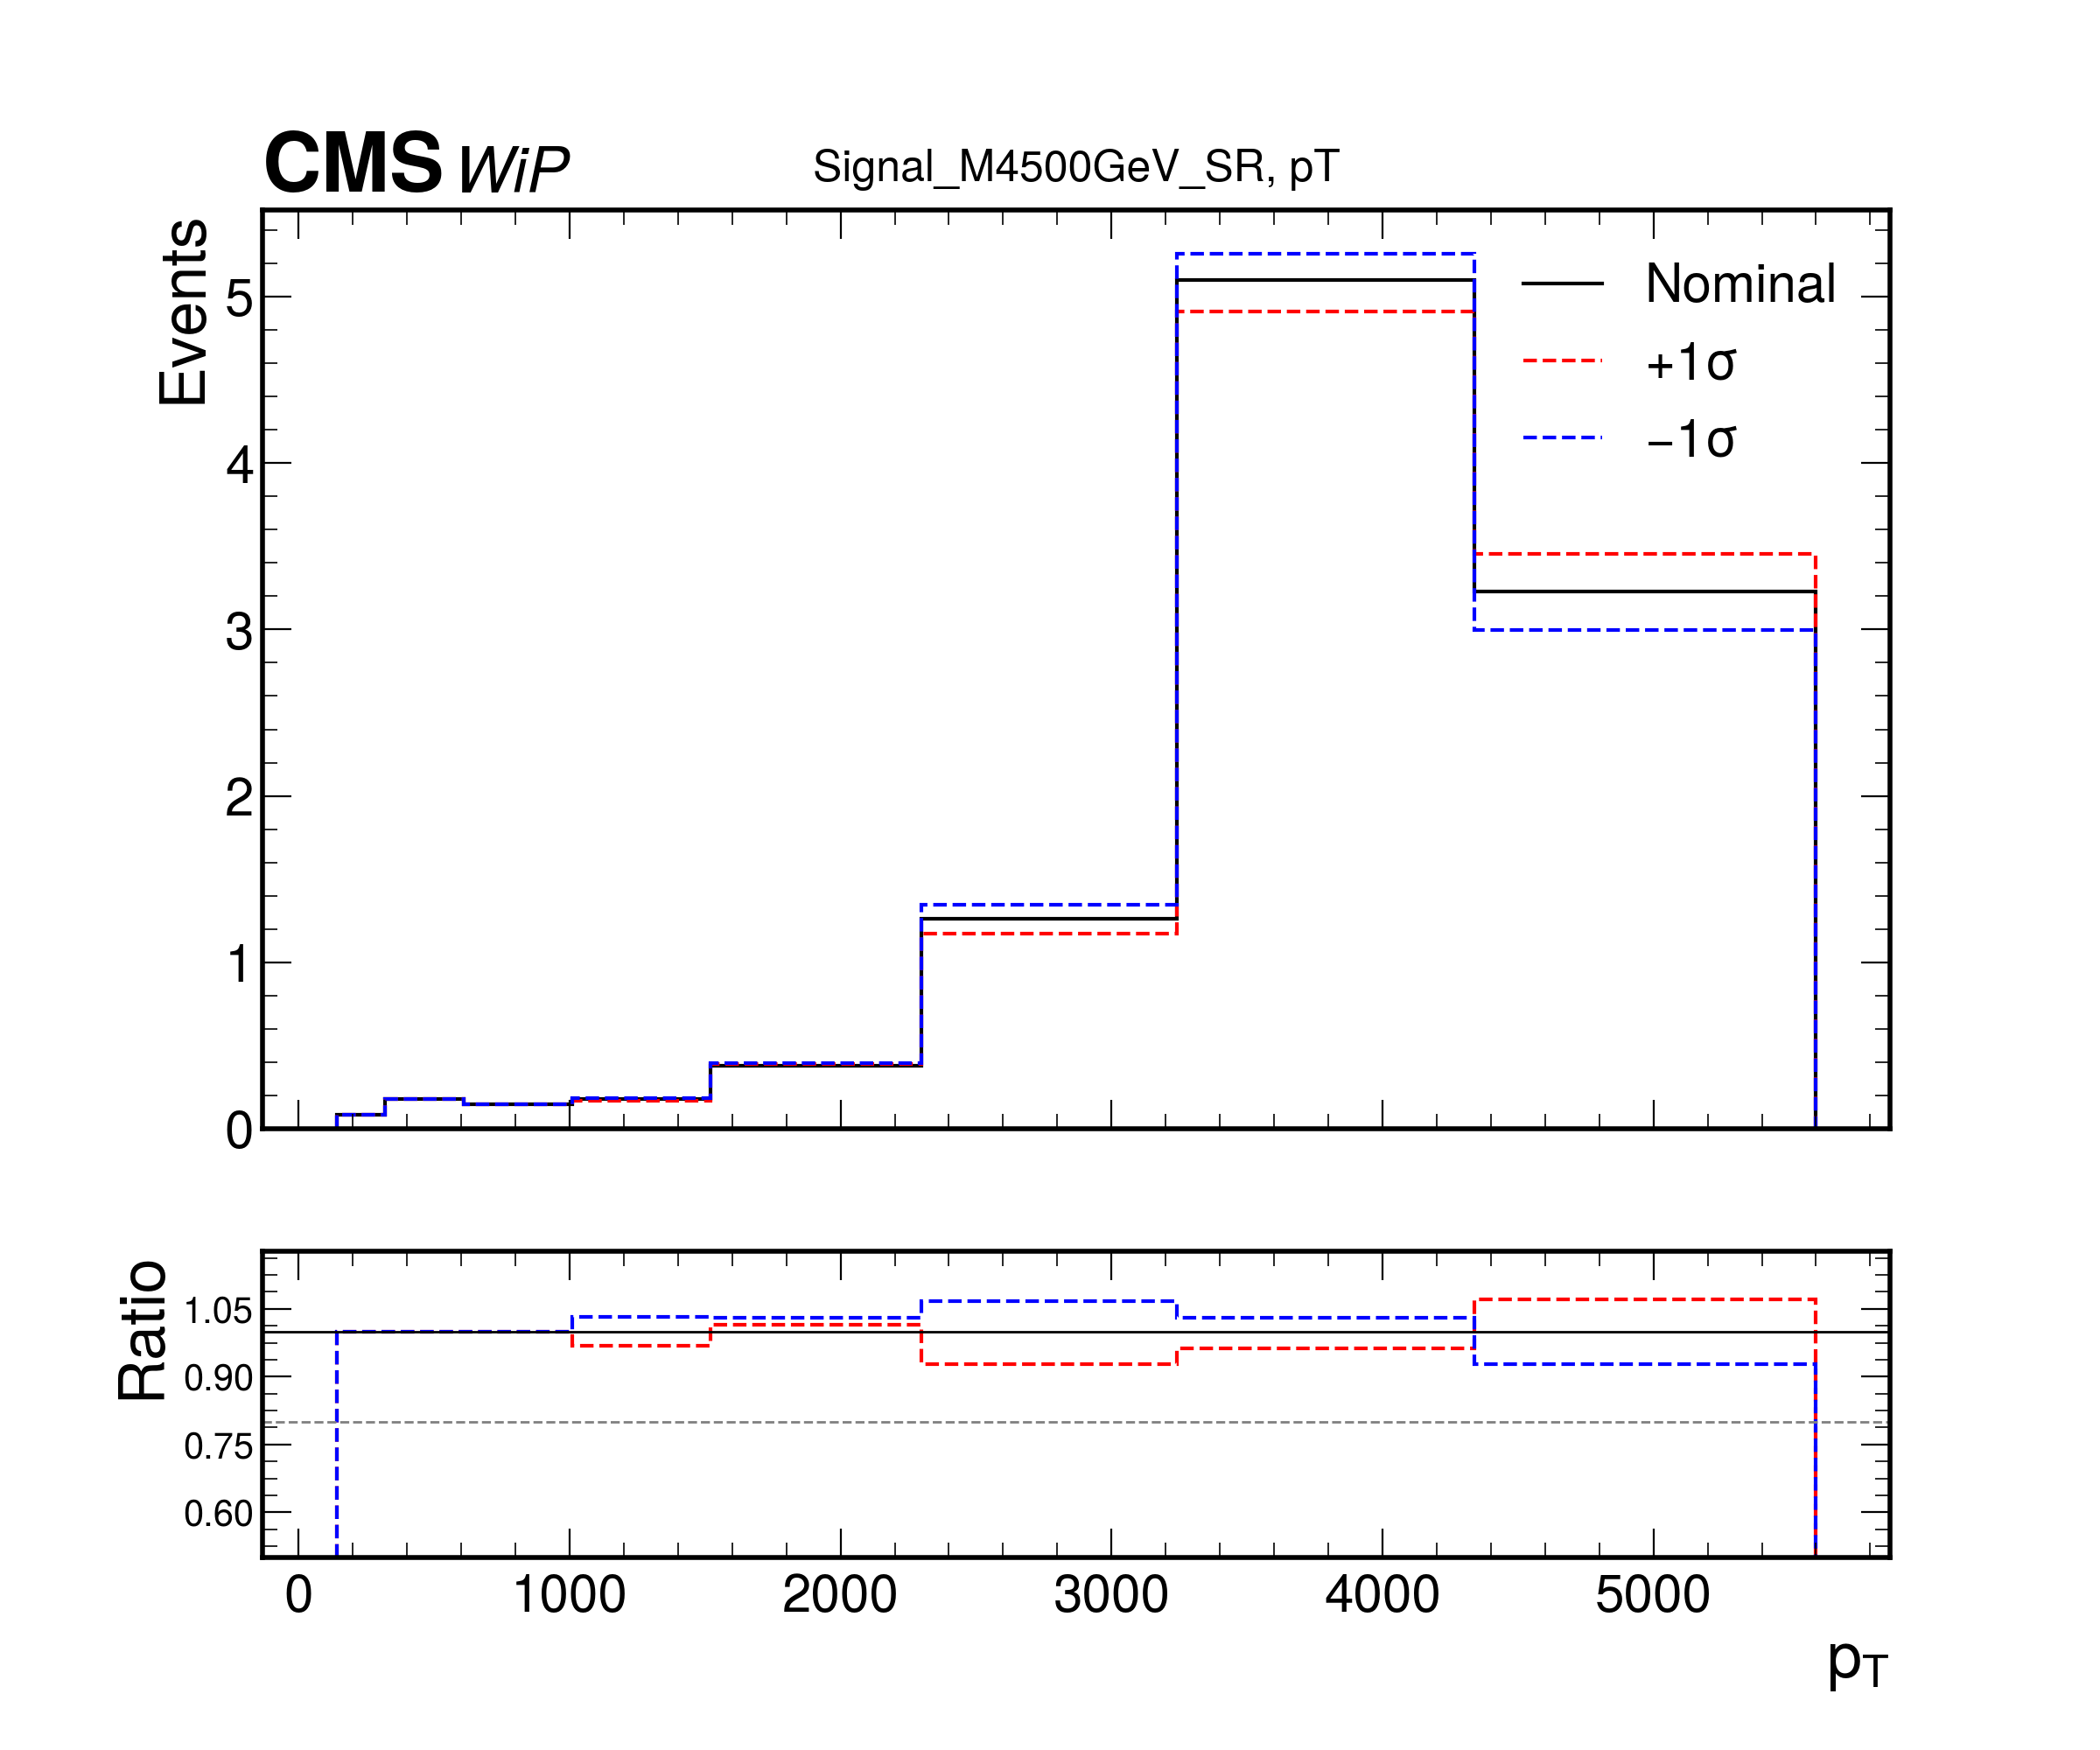 CMS WiP
Signal_M4500GeV_SR, pT
Events
5
4
3
2
1
0
Nominal
+1σ
−1σ
Ratio
1.05
0.90
0.75
0.60
0 1000 2000 3000 4000 5000
pT